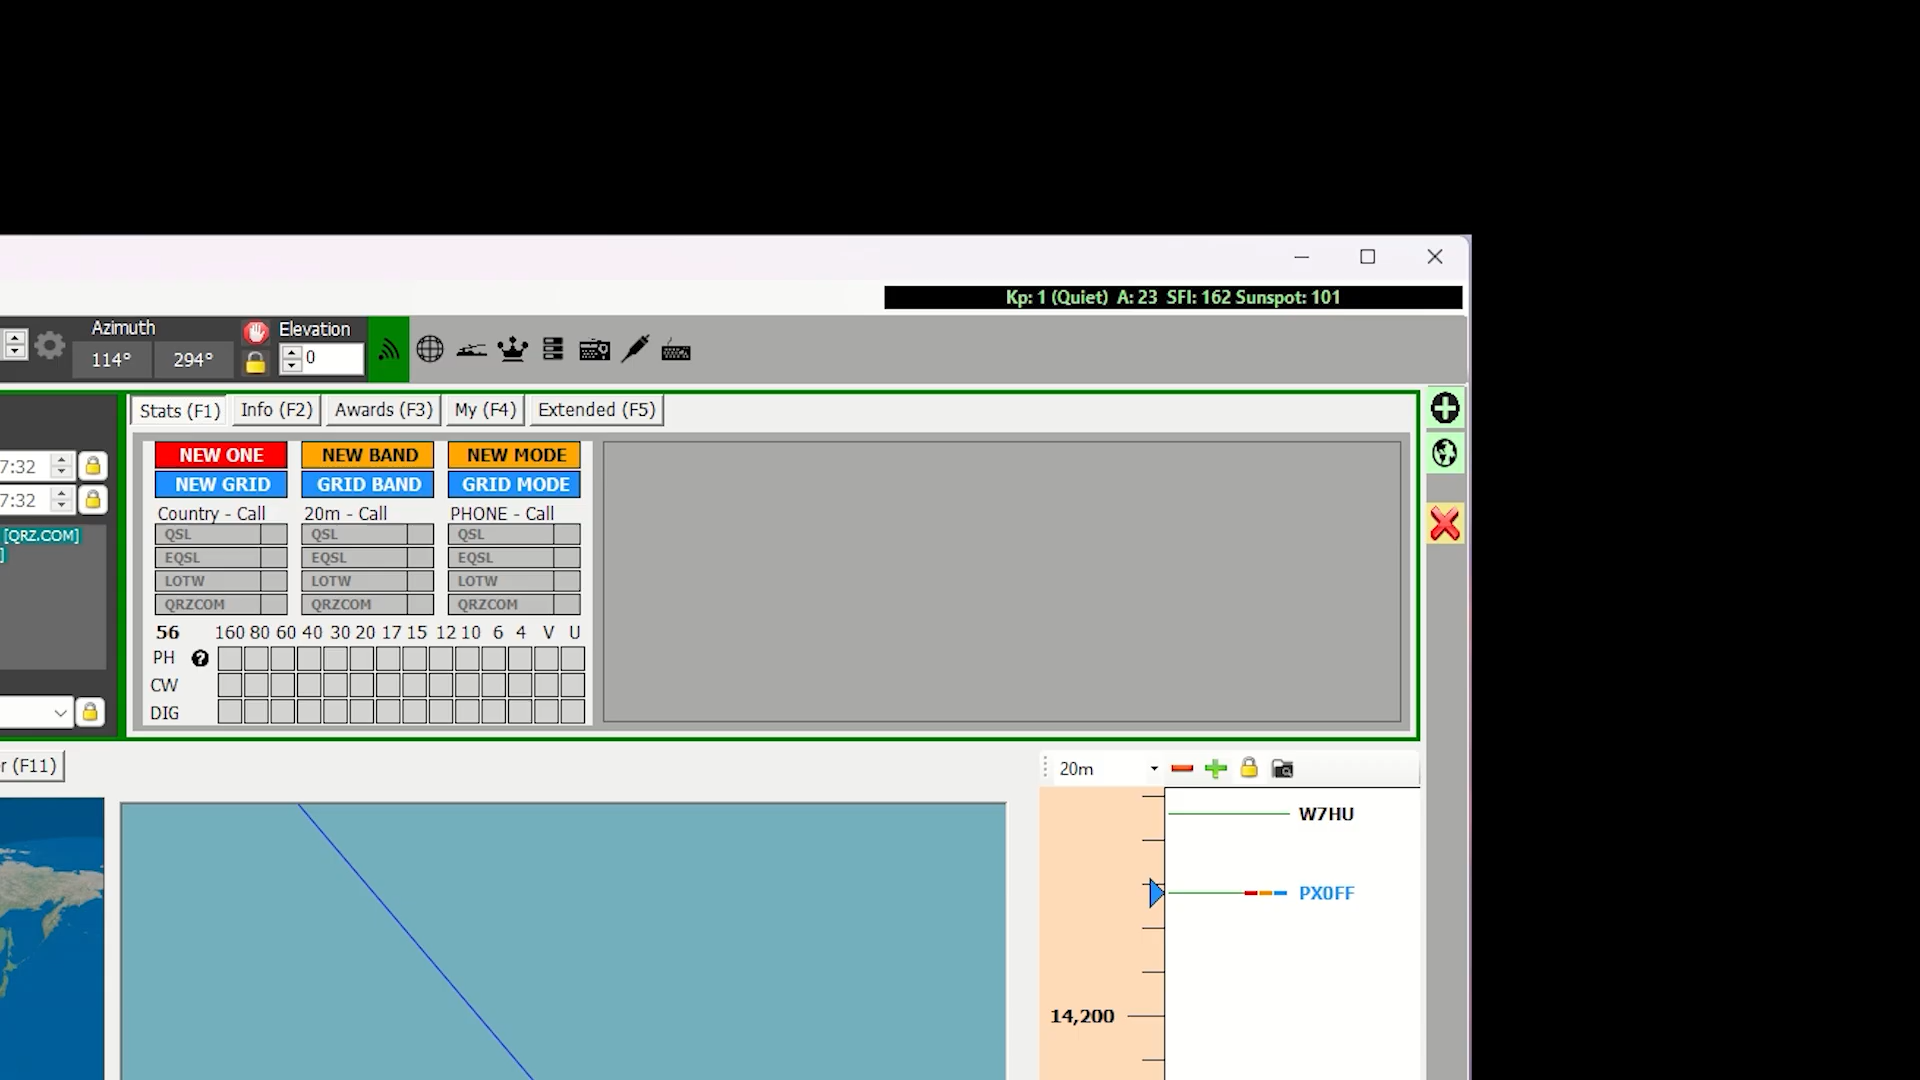 Kp: 1 (Quiet) A: 23 SFI: 162 Sunspot: 101
Azimuth
Elevation
114° 294° 0
Stats (F1) Info (F2) Awards (F3) My (F4) Extended (F5)
7:32
7:32
[QRZ.COM]
]
NEW ONE NEW BAND NEW MODE
NEW GRID GRID BAND GRID MODE
Country - Call 20m - Call PHONE - Call
QSL QSL QSL
EQSL EQSL EQSL
LOTW LOTW LOTW
QRZCOM QRZCOM QRZCOM
56 160 80 60 40 30 20 17 15 12 10 6 4 V U
PH ?
CW
DIG
r (F11)
20m
W7HU
PX0FF
14,200